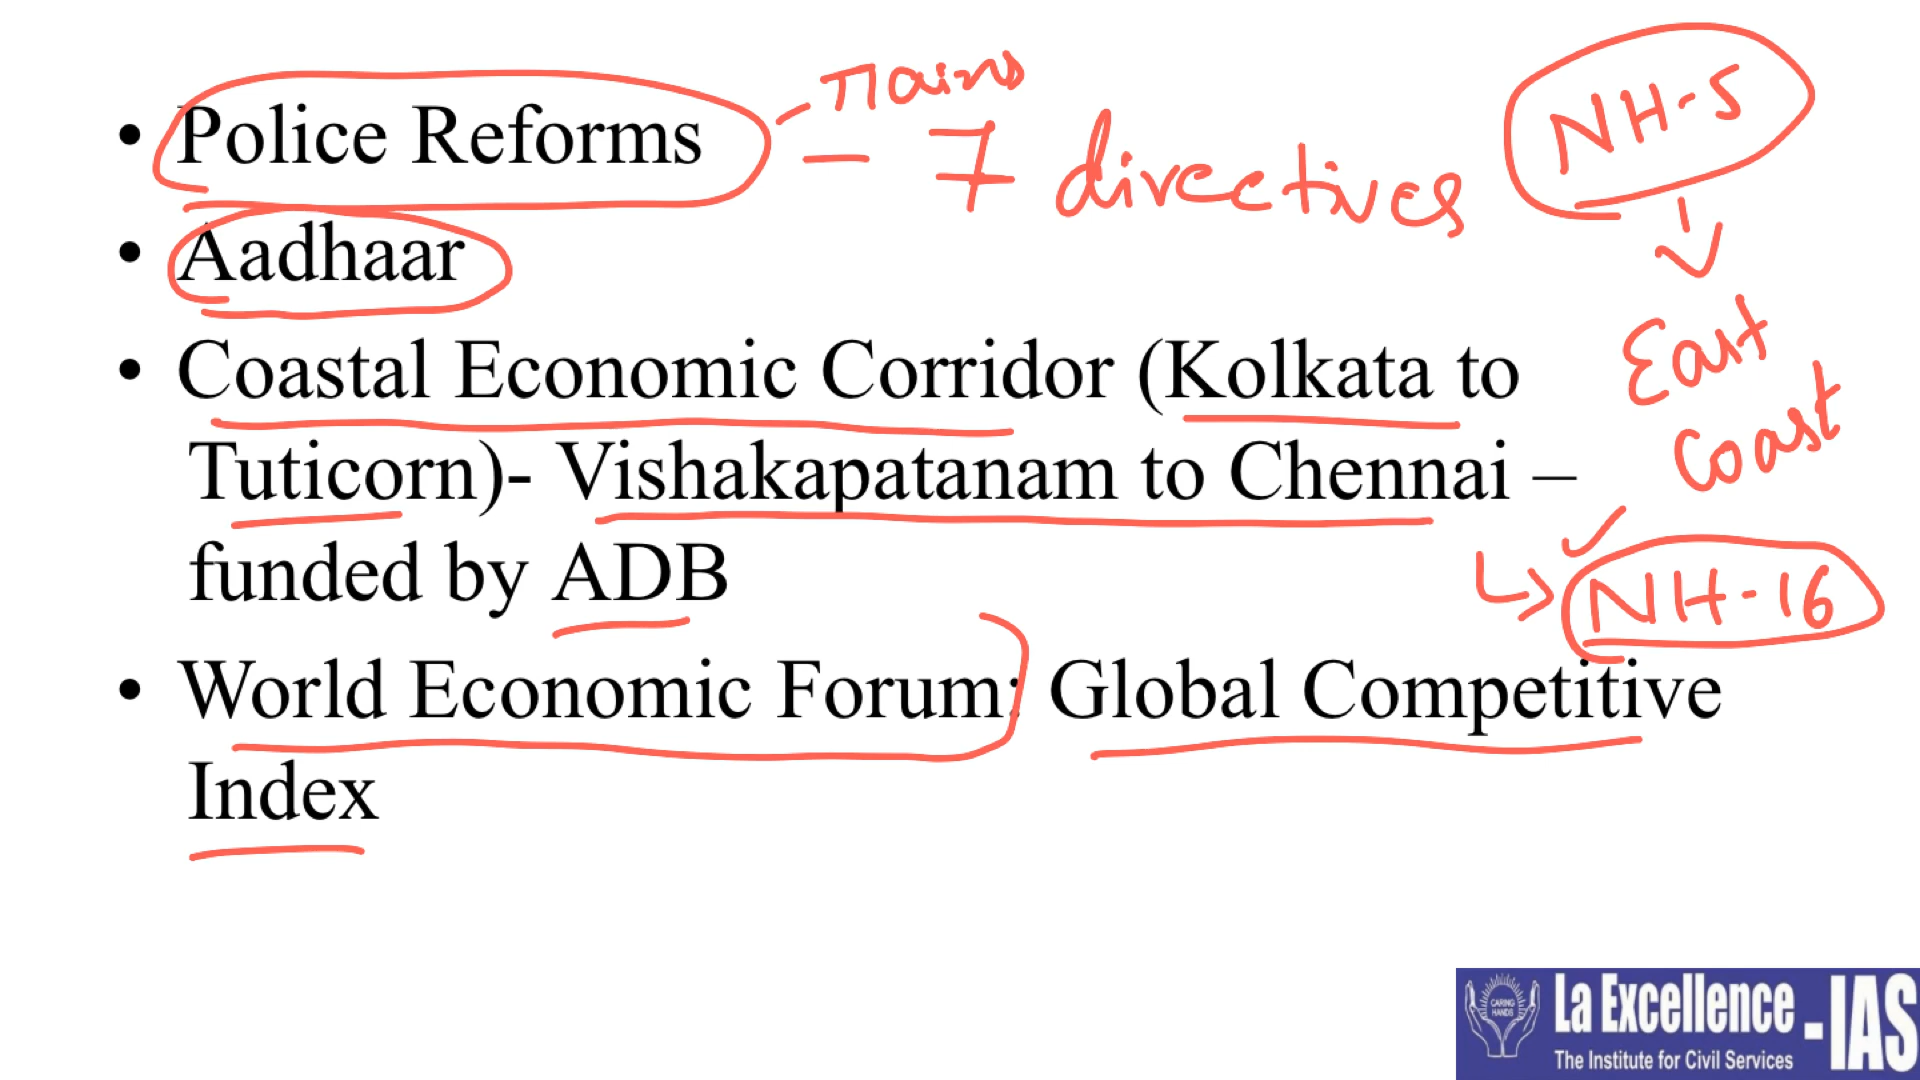 • Police Reforms
- Mains
- 7 directives
NH-5
• Aadhaar
East
Coast
• Coastal Economic Corridor (Kolkata to
Tuticorn)- Vishakapatanam to Chennai –
funded by ADB
NH-16
• World Economic Forum: Global Competitive
Index
CARING
HANDS
La Excellence -IAS
The Institute for Civil Services